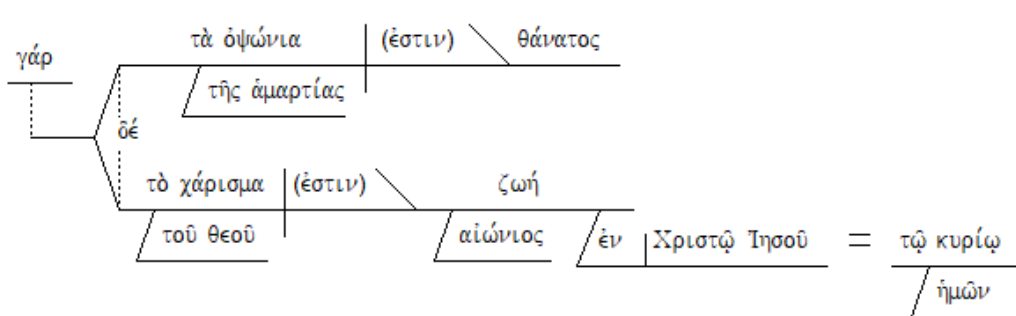 γάρ
τὰ ὀψώνια (ἐστιν) θάνατος
τῆς ἁμαρτίας
δέ
τὸ χάρισμα (ἐστιν) ζωή
τοῦ θεοῦ αἰώνιος ἐν Χριστῷ Ἰησοῦ = τῷ κυρίῳ
ἡμῶν